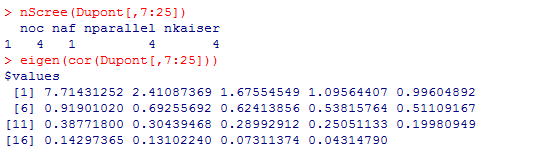 > nScree(Dupont[,7:25])
  noc naf nparallel nkaiser
1   4   1         4       4
> eigen(cor(Dupont[,7:25]))
$values
 [1] 7.71431252 2.41087369 1.67554549 1.09564407 0.99604892
 [6] 0.91901020 0.69255692 0.62413856 0.53815764 0.51109167
[11] 0.38771800 0.30439468 0.28992912 0.25051133 0.19980949
[16] 0.14297365 0.13102240 0.07311374 0.04314790